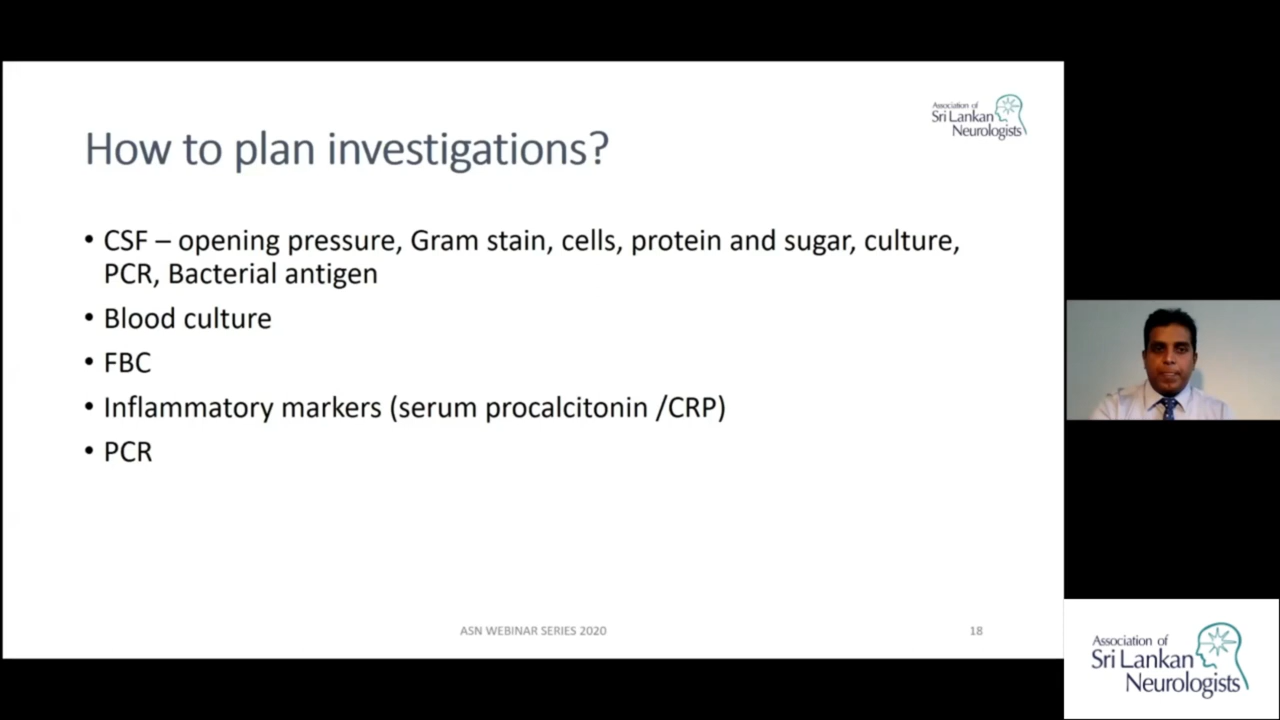 Association of
Sri Lankan
Neurologists
How to plan investigations?
• CSF – opening pressure, Gram stain, cells, protein and sugar, culture,
PCR, Bacterial antigen
• Blood culture
• FBC
• Inflammatory markers (serum procalcitonin /CRP)
• PCR
ASN WEBINAR SERIES 2020
18
Association of
Sri Lankan
Neurologists